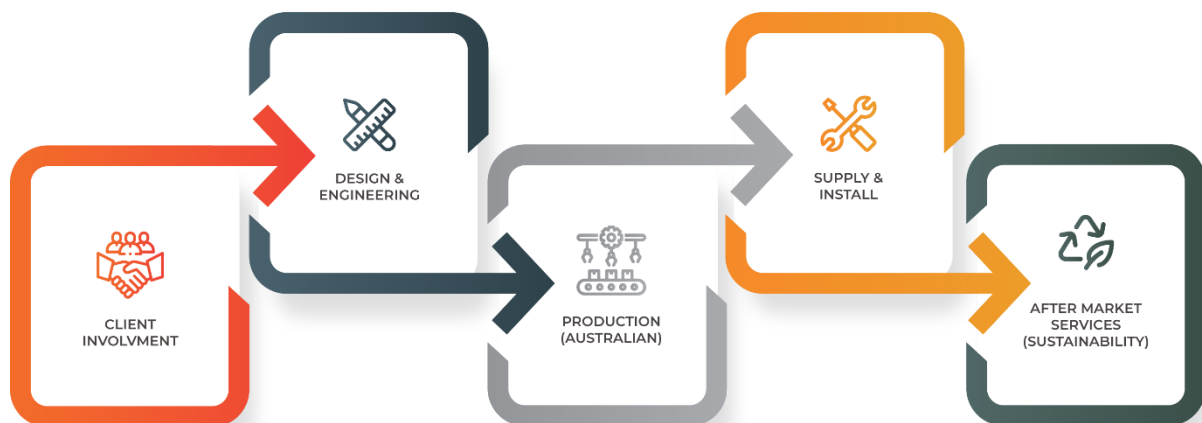 CLIENT
INVOLVMENT
DESIGN &
ENGINEERING
PRODUCTION
(AUSTRALIAN)
SUPPLY &
INSTALL
AFTER MARKET
SERVICES
(SUSTAINABILITY)